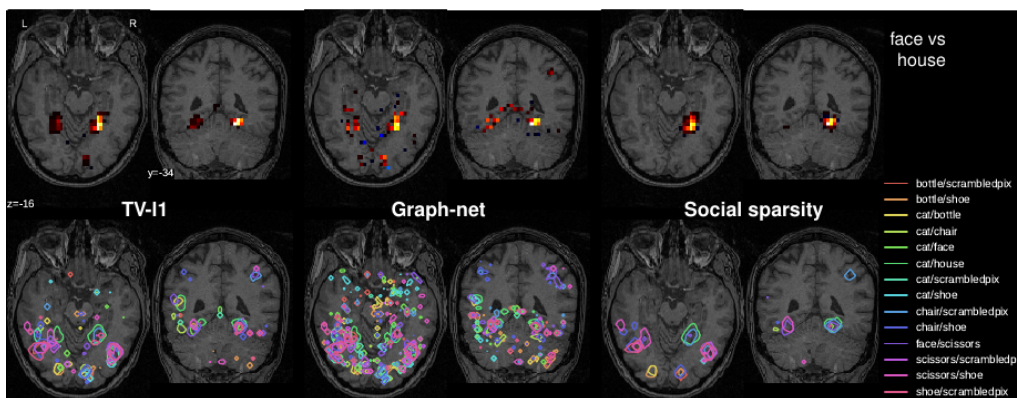 L
R
face vs
house
y=-34
z=-16
TV-l1
Graph-net
Social sparsity
bottle/scrambledpix
bottle/shoe
cat/bottle
cat/chair
cat/face
cat/house
cat/scrambledpix
cat/shoe
chair/scrambledpix
chair/shoe
face/scissors
scissors/scrambledp
scissors/shoe
shoe/scrambledpix